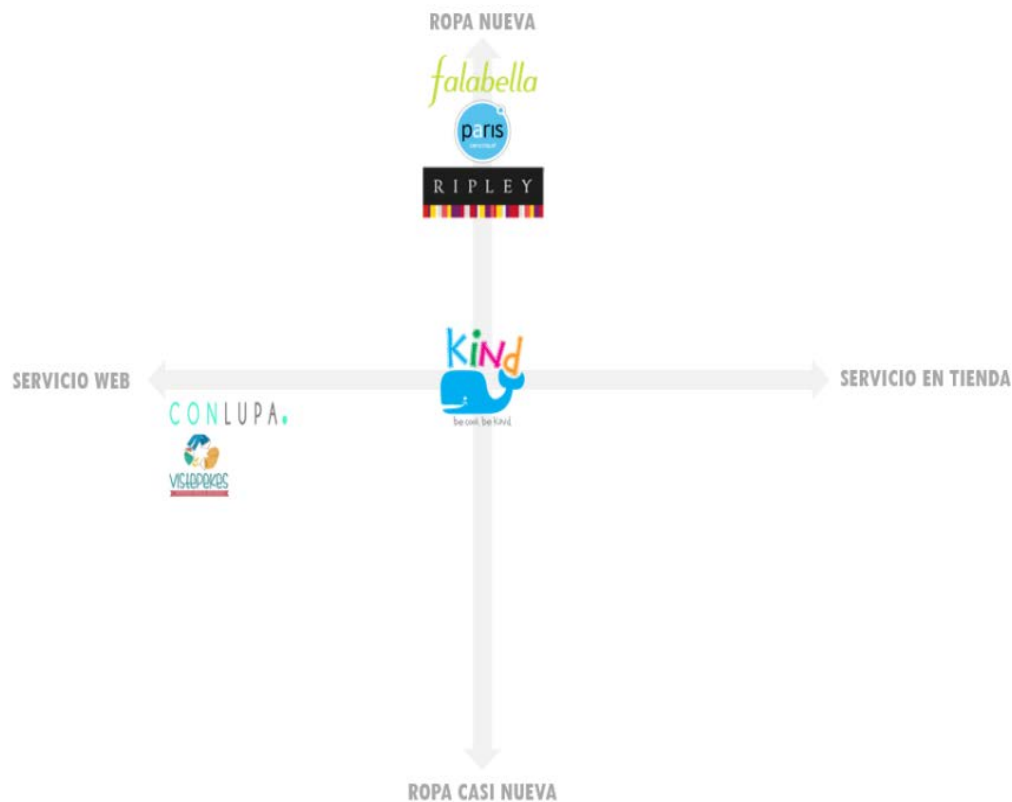 ROPA NUEVA
falabella
paris
RIPLEY
kind
be cool, be kind.
SERVICIO WEB
SERVICIO EN TIENDA
CONLUPA.
VISTEPEKES
ROPA CASI NUEVA